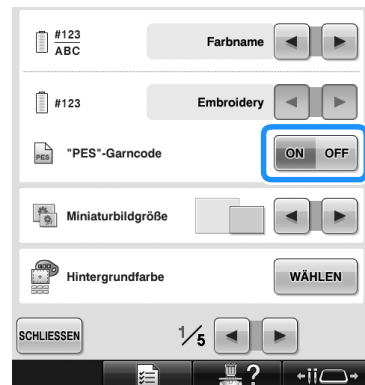 #123
ABC
Farbname
#123
Embroidery
PES
"PES"-Garncode
ON OFF
Miniaturbildgröße
Hintergrundfarbe
WÄHLEN
SCHLIESSEN
1/5
?